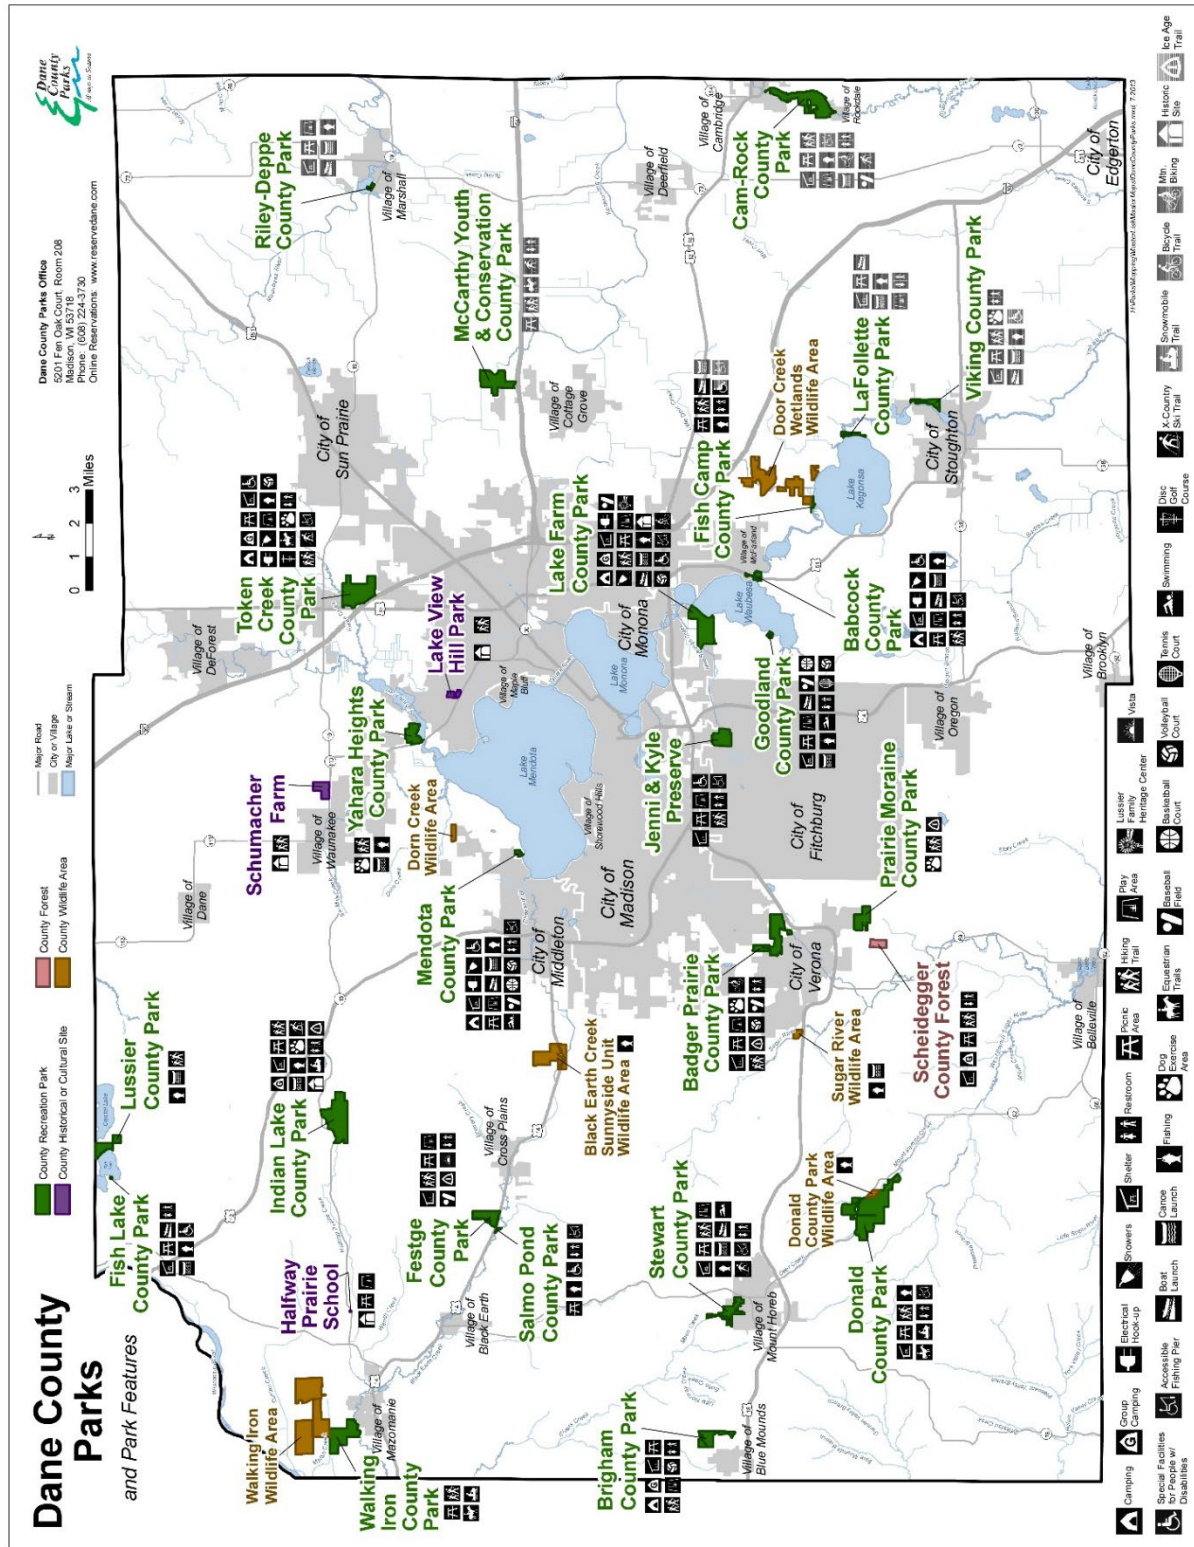 Dane County
Parks
and Park Features
County Recreation Park
County Historical or Cultural Site
County Forest
County Wildlife Area
Major Road
City or Village
Major Lake or Stream
N
0 1 2 3
Miles
Dane County Parks Office
5201 Fen Oak Court, Room 208
Madison, WI 53718
Phone: (608) 224-3730
Online Reservations: www.reservedane.com
Dane
County
Parks
Fish Lake
County Park
Lussier
County Park
Village of
Dane
Schumacher
Farm
Village of
Waunakee
Village of
DeForest
Token
Creek
County
Park
City of
Sun Prairie
Riley-Deppe
County Park
Village of
Marshall
Walking Iron
Wildlife Area
Walking
Iron
County
Park
Village of
Mazomanie
Halfway
Prairie
School
Indian Lake
County Park
Yahara Heights
County Park
Dorn Creek
Wildlife Area
Lake View
Hill Park
Village of
Maple
Bluff
McCarthy Youth
& Conservation
County Park
Village of
Cottage
Grove
Festge
County
Park
Village of
Black Earth
Salmo Pond
County Park
Village of
Cross Plains
Mendota
County Park
Lake
Mendota
City of
Middleton
Black Earth Creek
Sunnyside Unit
Wildlife Area
Village of
Shorewood Hills
City of
Madison
Lake
Monona
City of
Monona
Lake Farm
County Park
Village of
Deerfield
Village of
Cambridge
Cam-Rock
County
Park
Village of
Rockdale
Brigham
County Park
Village of
Blue Mounds
Stewart
County Park
Village of
Mount Horeb
Badger Prairie
County Park
City of
Verona
Jenni & Kyle
Preserve
City of
Fitchburg
Goodland
County Park
Lake
Waubesa
Village of
McFarland
Fish Camp
County Park
Door Creek
Wetlands
Wildlife Area
LaFollette
County Park
Lake
Kegonsa
Babcock
County
Park
Sugar River
Wildlife Area
Donald
County Park
Wildlife Area
Donald
County Park
Scheidegger
County Forest
Prairie Moraine
County Park
Village of
Oregon
City of
Stoughton
Viking County Park
Village of
Belleville
Village of
Brooklyn
City of
Edgerton
Camping
Group
Camping
Electrical
Hook-up
Showers
Shelter
Restroom
Picnic
Area
Hiking
Trail
Play
Area
Lussier
Family
Heritage Center
Vista
Special Facilities
for People w/
Disabilities
Accessible
Fishing Pier
Boat
Launch
Canoe
Launch
Fishing
Dog
Exercise
Area
Equestrian
Trails
Baseball
Field
Basketball
Court
Volleyball
Court
Tennis
Court
Swimming
Disc
Golf
Course
X-Country
Ski Trail
Snowmobile
Trail
Bicycle
Trail
Mtn.
Biking
Historic
Site
Ice Age
Trail